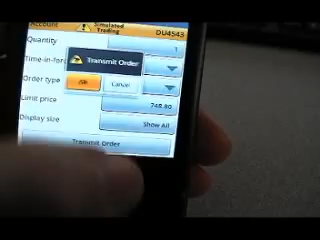 Account Simulated Trading DU4543
Quantity 1
Time-in-for
Transmit Order
Order type
Ok Cancel
Limit price 748.90
Display size Show All
Transmit Order